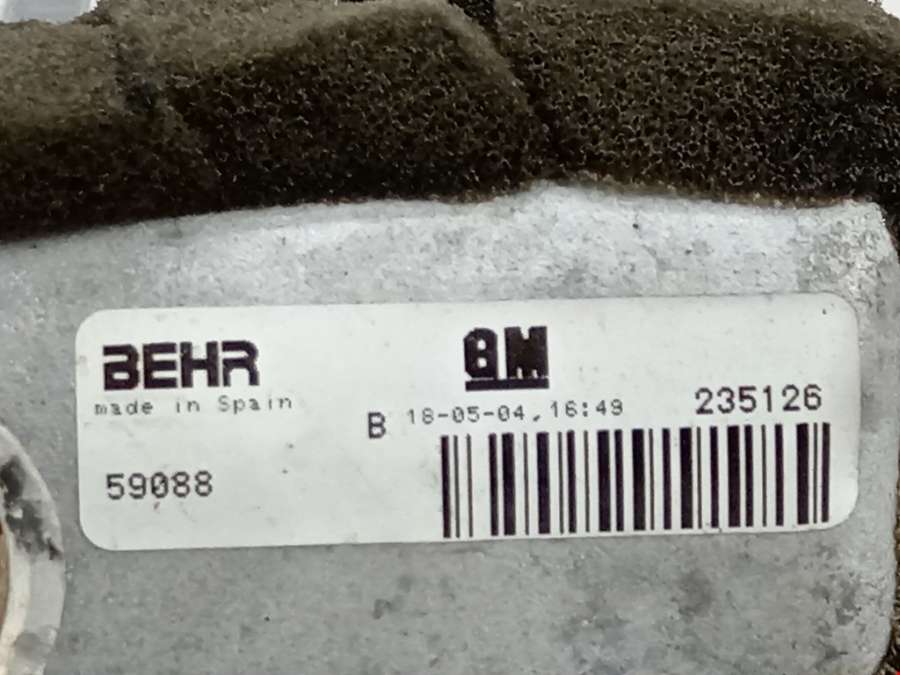 BEHR
made in Spain
GM
B 18-05-04, 16:49
235126
59088